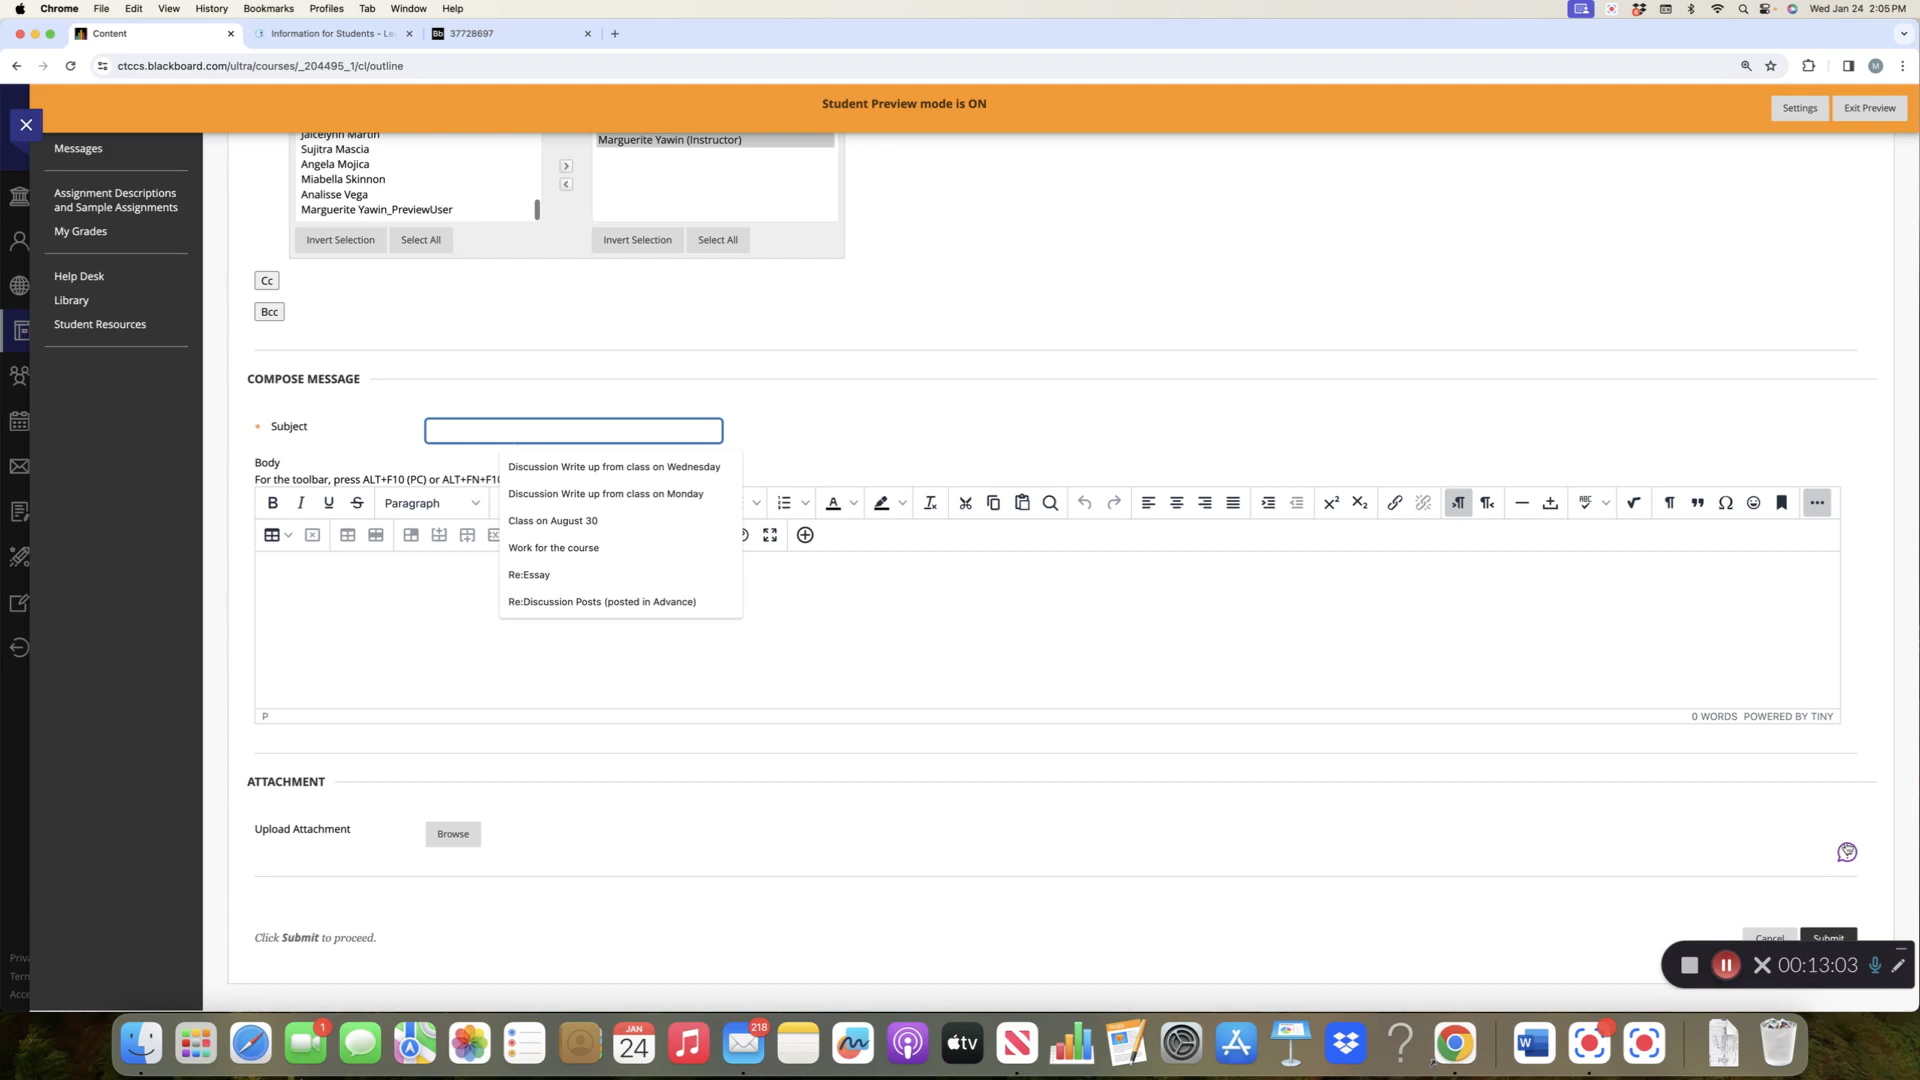 Chrome File Edit View History Bookmarks Profiles Tab Window Help Wed Jan 24 2:05 PM
Content Information for Students - Le Bb 37728697
ctccs.blackboard.com/ultra/courses/_204495_1/cl/outline
Student Preview mode is ON
Settings Exit Preview
Messages
Assignment Descriptions
and Sample Assignments
My Grades
Help Desk
Library
Student Resources
Jaicelynn Martin
Sujitra Mascia
Angela Mojica
Miabella Skinnon
Analisse Vega
Marguerite Yawin_PreviewUser
Marguerite Yawin (Instructor)
Invert Selection Select All Invert Selection Select All
Cc
Bcc
COMPOSE MESSAGE
* Subject
Body
For the toolbar, press ALT+F10 (PC) or ALT+FN+F10
Discussion Write up from class on Wednesday
Discussion Write up from class on Monday
Class on August 30
Work for the course
Re:Essay
Re:Discussion Posts (posted in Advance)
Paragraph
P 0 WORDS POWERED BY TINY
ATTACHMENT
Upload Attachment Browse
Click Submit to proceed.
Cancel Submit
Priv
Tern
Acce
00:13:03
1
JAN
24
218
tv